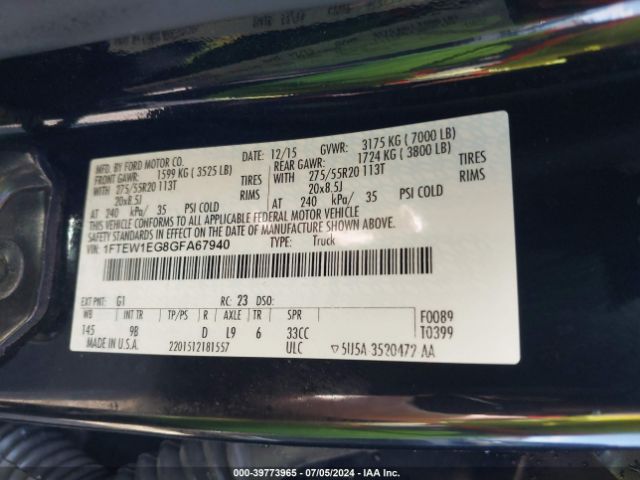 MFD. BY FORD MOTOR CO.
DATE: 12/15 GVWR: 3175 KG ( 7000 LB)
FRONT GAWR: 1599 KG ( 3525 LB) REAR GAWR: 1724 KG ( 3800 LB)
WITH 275/55R20 113T TIRES WITH 275/55R20 113T TIRES
20x8.5J RIMS 20x8.5J RIMS
AT 240 kPa/ 35 PSI COLD AT 240 kPa/ 35 PSI COLD
THIS VEHICLE CONFORMS TO ALL APPLICABLE FEDERAL MOTOR VEHICLE
SAFETY STANDARDS IN EFFECT ON THE DATE OF MANUFACTURE SHOWN ABOVE.
VIN: 1FTEW1EG8GFA67940 TYPE: Truck
EXT PNT: G1 RC: 23 DSO:
WB INT TR TP/PS R AXLE TR SPR F0089
145 9B D L9 6 33CC T0399
MADE IN U.S.A. 2201512181557 ULC 5U5A 3520472 AA
000-39773965 / 07/05/2024 / IAA Inc.